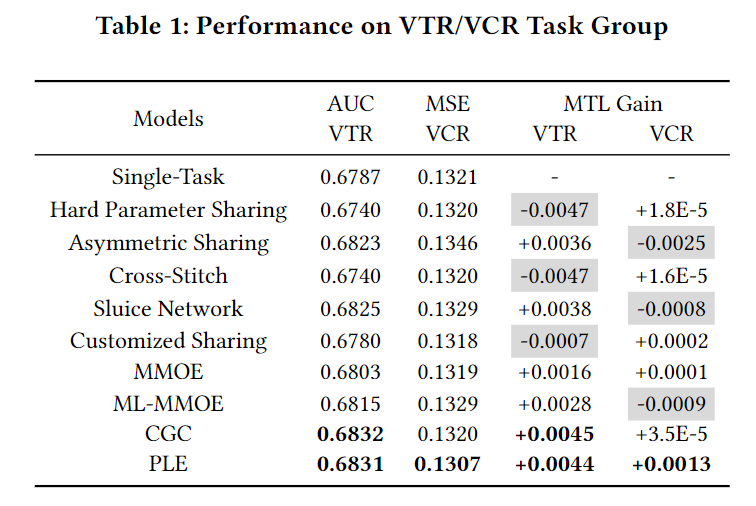 Table 1: Performance on VTR/VCR Task Group
Models AUC VTR MSE VCR MTL Gain VTR VCR
Single-Task 0.6787 0.1321 - -
Hard Parameter Sharing 0.6740 0.1320 -0.0047 +1.8E-5
Asymmetric Sharing 0.6823 0.1346 +0.0036 -0.0025
Cross-Stitch 0.6740 0.1320 -0.0047 +1.6E-5
Sluice Network 0.6825 0.1329 +0.0038 -0.0008
Customized Sharing 0.6780 0.1318 -0.0007 +0.0002
MMOE 0.6803 0.1319 +0.0016 +0.0001
ML-MMOE 0.6815 0.1329 +0.0028 -0.0009
CGC 0.6832 0.1320 +0.0045 +3.5E-5
PLE 0.6831 0.1307 +0.0044 +0.0013